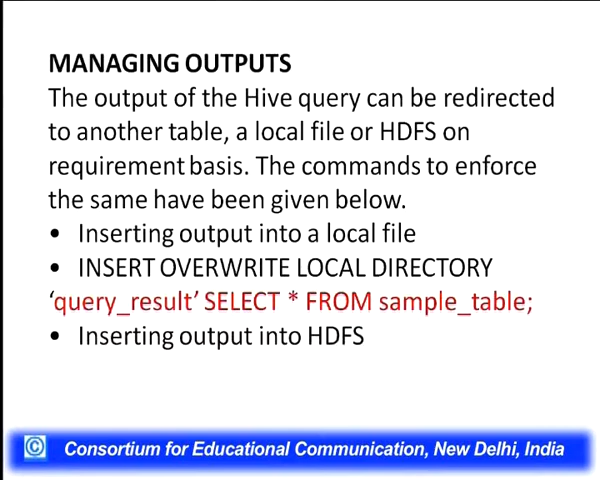 MANAGING OUTPUTS
The output of the Hive query can be redirected
to another table, a local file or HDFS on
requirement basis. The commands to enforce
the same have been given below.
• Inserting output into a local file
• INSERT OVERWRITE LOCAL DIRECTORY
‘query_result’ SELECT * FROM sample_table;
• Inserting output into HDFS
© Consortium for Educational Communication, New Delhi, India